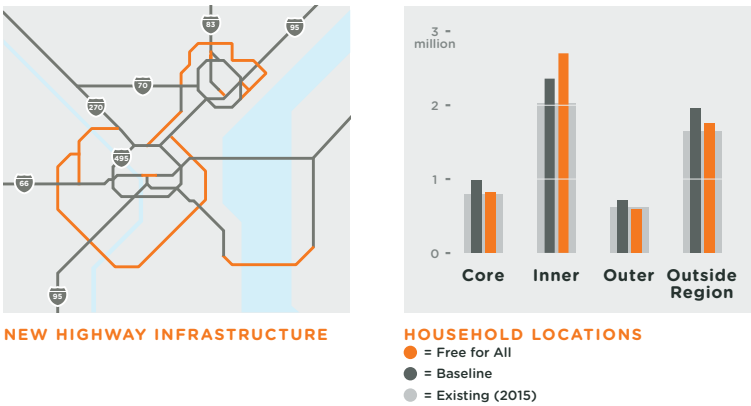 83
95
70
270
495
66
95
NEW HIGHWAY INFRASTRUCTURE
3 -
million
2 -
1 -
0 -
Core
Inner
Outer
Outside
Region
HOUSEHOLD LOCATIONS
= Free for All
= Baseline
= Existing (2015)